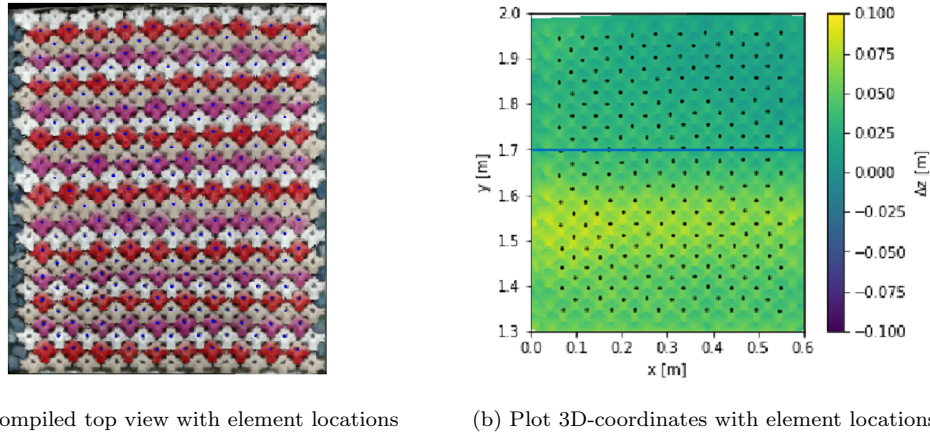 2.0
1.9
1.8
1.7
1.6
1.5
1.4
1.3
y [m]
0.0 0.1 0.2 0.3 0.4 0.5 0.6
x [m]
0.100
0.075
0.050
0.025
0.000
−0.025
−0.050
−0.075
−0.100
Δz [m]
ompiled top view with element locations
(b) Plot 3D-coordinates with element locations